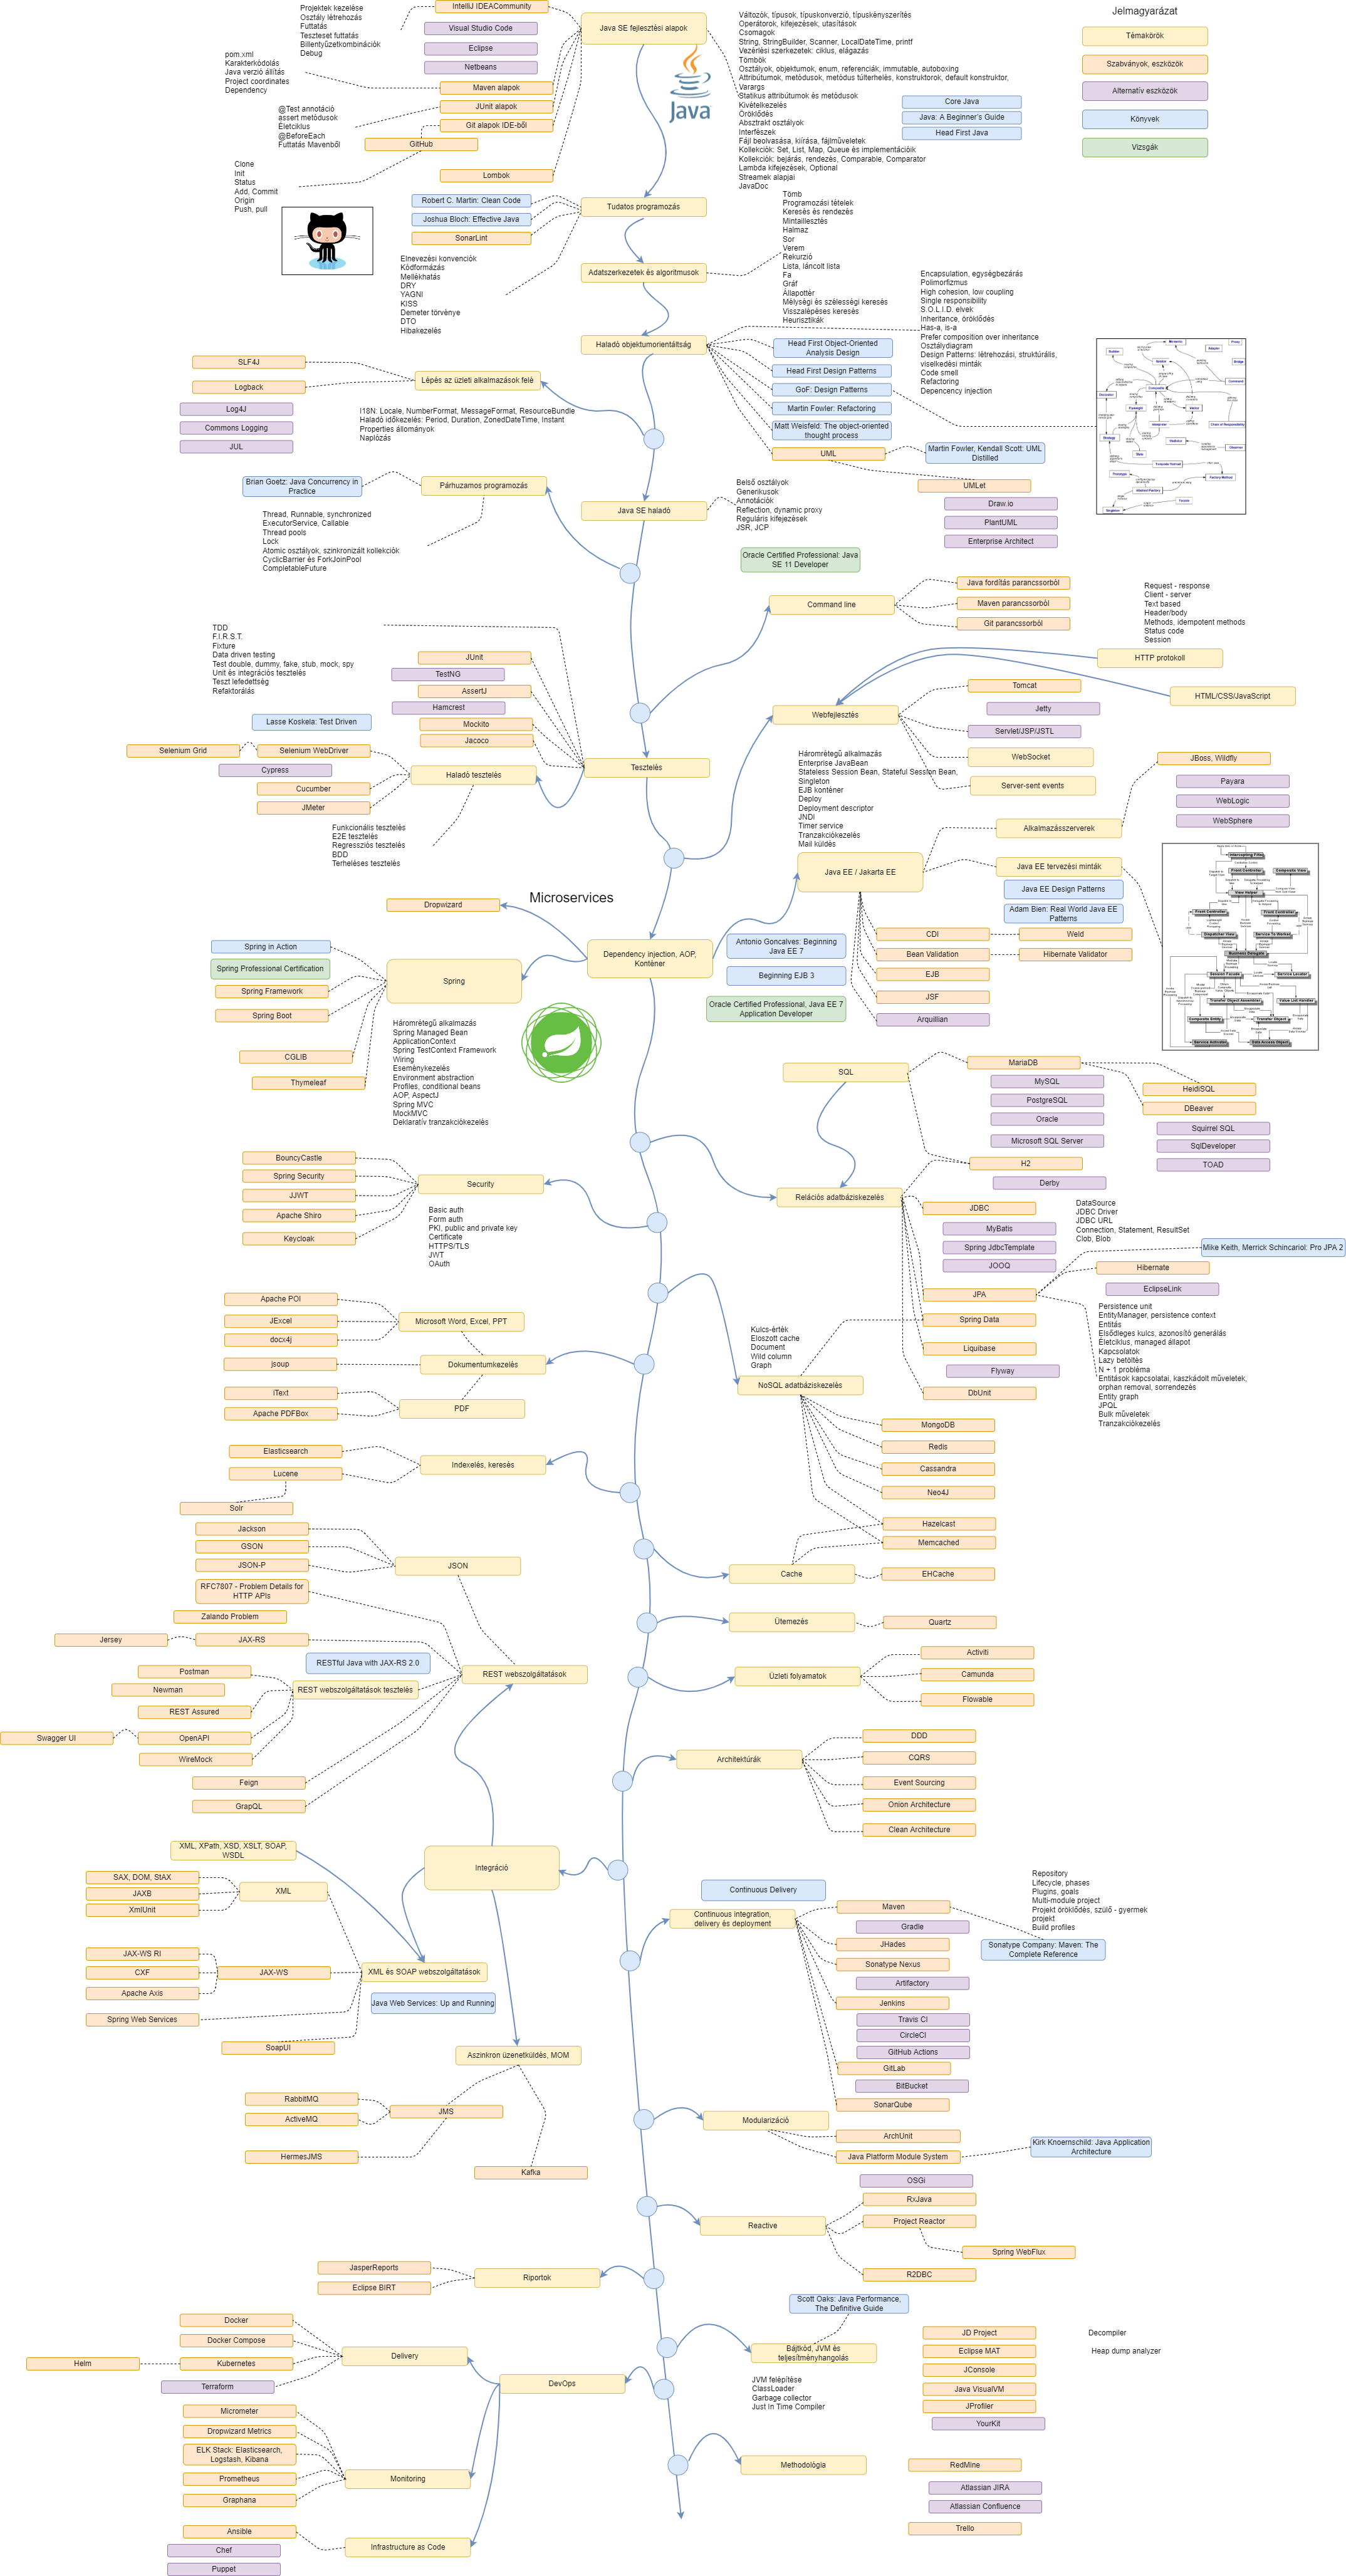 Jelmagyarázat
Témakörök
Szabványok, eszközök
Alternatív eszközök
Könyvek
Vizsgák
Java SE fejlesztési alapok
Projektek kezelése
Osztály létrehozás
Futtatás
Teszteset futtatás
Billentyűzetkombinációk
Debug
IntelliJ IDEACommunity
Visual Studio Code
Eclipse
Netbeans
pom.xml
Karakterkódolás
Java verzió állítás
Project coordinates
Dependency
Maven alapok
JUnit alapok
Git alapok IDE-ből
@Test annotáció
assert metódusok
Életciklus
@BeforeEach
Futtatás Mavenből
GitHub
Lombok
Clone
Init
Status
Add, Commit
Origin
Push, pull
Java
Változók, típusok, típuskonverzió, típuskényszerítés
Operátorok, kifejezések, utasítások
Csomagok
String, StringBuilder, Scanner, LocalDateTime, printf
Vezérlési szerkezetek: ciklus, elágazás
Tömbök
Osztályok, objektumok, enum, referenciák, immutable, autoboxing
Attribútumok, metódusok, metódus túlterhelés, konstruktorok, default konstruktor,
Varargs
Statikus attribútumok és metódusok
Kivételkezelés
Öröklődés
Absztrakt osztályok
Interfészek
Fájl beolvasása, kiírása, fájlműveletek
Kollekciók: Set, List, Map, Queue és implementációik
Kollekciók: bejárás, rendezés, Comparable, Comparator
Lambda kifejezések, Optional
Streamek alapjai
JavaDoc
Core Java
Java: A Beginner's Guide
Head First Java
Tudatos programozás
Robert C. Martin: Clean Code
Joshua Bloch: Effective Java
SonarLint
Elnevezési konvenciók
Kódformázás
Mellékhatás
DRY
YAGNI
KISS
Demeter törvénye
DTO
Hibakezelés
Adatszerkezetek és algoritmusok
Tömb
Programozási tételek
Keresés és rendezés
Mintaillesztés
Halmaz
Sor
Verem
Rekurzió
Lista, láncolt lista
Fa
Gráf
Állapottér
Mélységi és szélességi keresés
Visszalépéses keresés
Heurisztikák
Haladó objektumorientáltság
Encapsulation, egységbezárás
Polimorfizmus
High cohesion, low coupling
Single responsibility
S.O.L.I.D. elvek
Inheritance, öröklődés
Has-a, is-a
Prefer composition over inheritance
Osztálydiagram
Design Patterns: létrehozási, struktúrális,
viselkedési minták
Code smell
Refactoring
Depencency injection
Head First Object-Oriented
Analysis Design
Head First Design Patterns
GoF: Design Patterns
Martin Fowler: Refactoring
Matt Weisfeld: The object-oriented
thought process
UML
Martin Fowler, Kendall Scott: UML
Distilled
UMLet
Draw.io
PlantUML
Enterprise Architect
Lépés az üzleti alkalmazások felé
SLF4J
Logback
Log4J
Commons Logging
JUL
I18N: Locale, NumberFormat, MessageFormat, ResourceBundle
Haladó időkezelés: Period, Duration, ZonedDateTime, Instant
Properties állományok
Naplózás
Párhuzamos programozás
Brian Goetz: Java Concurrency in
Practice
Thread, Runnable, synchronized
ExecutorService, Callable
Thread pools
Lock
Atomic osztályok, szinkronizált kollekciók
CyclicBarrier és ForkJoinPool
CompletableFuture
Java SE haladó
Belső osztályok
Generikusok
Annotációk
Reflection, dynamic proxy
Reguláris kifejezések
JSR, JCP
Oracle Certified Professional: Java
SE 11 Developer
Command line
Java fordítás parancssorból
Maven parancsorból
Git parancssorból
Request - response
Client - server
Text based
Header/body
Methods, idempotent methods
Status code
Session
HTTP protokoll
HTML/CSS/JavaScript
Webfejlesztés
Tomcat
Jetty
Servlet/JSP/JSTL
WebSocket
Server-sent events
TDD
F.I.R.S.T.
Fixture
Data driven testing
Test double, dummy, fake, stub, mock, spy
Unit és integrációs tesztelés
Teszt lefedettség
Refaktorálás
Lasse Koskela: Test Driven
JUnit
TestNG
AssertJ
Hamcrest
Mockito
Jacoco
Tesztelés
Haladó tesztelés
Selenium Grid
Selenium WebDriver
Cypress
Cucumber
JMeter
Funkcionális tesztelés
E2E tesztelés
Regressziós tesztelés
BDD
Terheléses tesztelés
Háromrétegű alkalmazás
Enterprise JavaBean
Stateless Session Bean, Stateful Session Bean,
Singleton
EJB konténer
Deploy
Deployment descriptor
JNDI
Timer service
Tranzakciókezelés
Mail küldés
Java EE / Jakarta EE
Alkalmazásszerverek
JBoss, Wildfly
Payara
WebLogic
WebSphere
Java EE tervezési minták
Java EE Design Patterns
Adam Bien: Real World Java EE
Patterns
CDI
Weld
Bean Validation
Hibernate Validator
EJB
JSF
Arquillian
Antonio Goncalves: Beginning
Java EE 7
Beginning EJB 3
Oracle Certified Professional, Java EE 7
Application Developer
Microservices
Dropwizard
Dependency injection, AOP,
Konténer
Spring
Spring in Action
Spring Professional Certification
Spring Framework
Spring Boot
CGLIB
Thymeleaf
Háromrétegű alkalmazás
Spring Managed Bean
ApplicationContext
Spring TestContext Framework
Wiring
Eseménykezelés
Environment abstraction
Profiles, conditional beans
AOP, AspectJ
Spring MVC
MockMVC
Deklaratív tranzakciókezelés
SQL
MariaDB
MySQL
PostgreSQL
Oracle
Microsoft SQL Server
H2
Derby
HeidiSQL
DBeaver
Squirrel SQL
SqlDeveloper
TOAD
Relációs adatbáziskezelés
JDBC
MyBatis
Spring JdbcTemplate
JOOQ
DataSource
JDBC Driver
JDBC URL
Connection, Statement, ResultSet
Clob, Blob
Mike Keith, Merrick Schincariol: Pro JPA 2
Hibernate
EclipseLink
JPA
Spring Data
Liquibase
Flyway
DbUnit
Persistence unit
EntityManager, persistence context
Entitás
Elsődleges kulcs, azonosító generálás
Életciklus, managed állapot
Kapcsolatok
Lazy betöltés
N + 1 probléma
Entitások kapcsolatai, kaszkádolt műveletek,
orphan removal, sorrendezés
Entity graph
JPQL
Bulk műveletek
Tranzakciókezelés
Security
BouncyCastle
Spring Security
JJWT
Apache Shiro
Keycloak
Basic auth
Form auth
PKI, public and private key
Certificate
HTTPS/TLS
JWT
OAuth
Kulcs-érték
Eloszott cache
Document
Wild column
Graph
NoSQL adatbáziskezelés
MongoDB
Redis
Cassandra
Neo4J
Hazelcast
Memcached
Cache
EHCache
Apache POI
JExcel
docx4j
Microsoft Word, Excel, PPT
jsoup
Dokumentumkezelés
iText
Apache PDFBox
PDF
Elasticsearch
Lucene
Solr
Indexelés, keresés
Ütemezés
Quartz
Üzleti folyamatok
Activiti
Camunda
Flowable
Jackson
GSON
JSON-P
JSON
RFC7807 - Problem Details for
HTTP APIs
Zalando Problem
Jersey
JAX-RS
RESTful Java with JAX-RS 2.0
REST webszolgáltatások
Postman
Newman
REST Assured
REST webszolgáltatások tesztelés
Swagger UI
OpenAPI
WireMock
Feign
GrapQL
Architektúrák
DDD
CQRS
Event Sourcing
Onion Architecture
Clean Architecture
Integráció
XML, XPath, XSD, XSLT, SOAP,
WSDL
SAX, DOM, StAX
JAXB
XmlUnit
XML
JAX-WS RI
CXF
Apache Axis
JAX-WS
Spring Web Services
SoapUI
XML és SOAP webszolgáltatások
Java Web Services: Up and Running
Continuous Delivery
Continuous integration,
delivery és deployment
Maven
Gradle
JHades
Sonatype Nexus
Artifactory
Jenkins
Travis CI
CircleCI
GitHub Actions
GitLab
BitBucket
SonarQube
Repository
Lifecycle, phases
Plugins, goals
Multi-module project
Projekt öröklődés, szülő - gyermek
projekt
Build profiles
Sonatype Company: Maven: The
Complete Reference
Aszinkron üzenetküldés, MOM
RabbitMQ
ActiveMQ
JMS
HermesJMS
Kafka
Modularizáció
ArchUnit
Java Platform Module System
Kirk Knoernschild: Java Application
Architecture
OSGi
Reactive
RxJava
Project Reactor
Spring WebFlux
R2DBC
JasperReports
Eclipse BIRT
Riportok
Scott Oaks: Java Performance,
The Definitive Guide
Bájtkód, JVM és
teljesítményhangolás
JVM felépítése
ClassLoader
Garbage collector
Just In Time Compiler
JD Project
Decompiler
Eclipse MAT
Heap dump analyzer
JConsole
Java VisualVM
JProfiler
YourKit
DevOps
Docker
Docker Compose
Helm
Kubernetes
Terraform
Delivery
Micrometer
Dropwizard Metrics
ELK Stack: Elasticsearch,
Logstash, Kibana
Prometheus
Graphana
Monitoring
Ansible
Chef
Puppet
Infrastructure as Code
Methodológia
RedMine
Atlassian JIRA
Atlassian Confluence
Trello